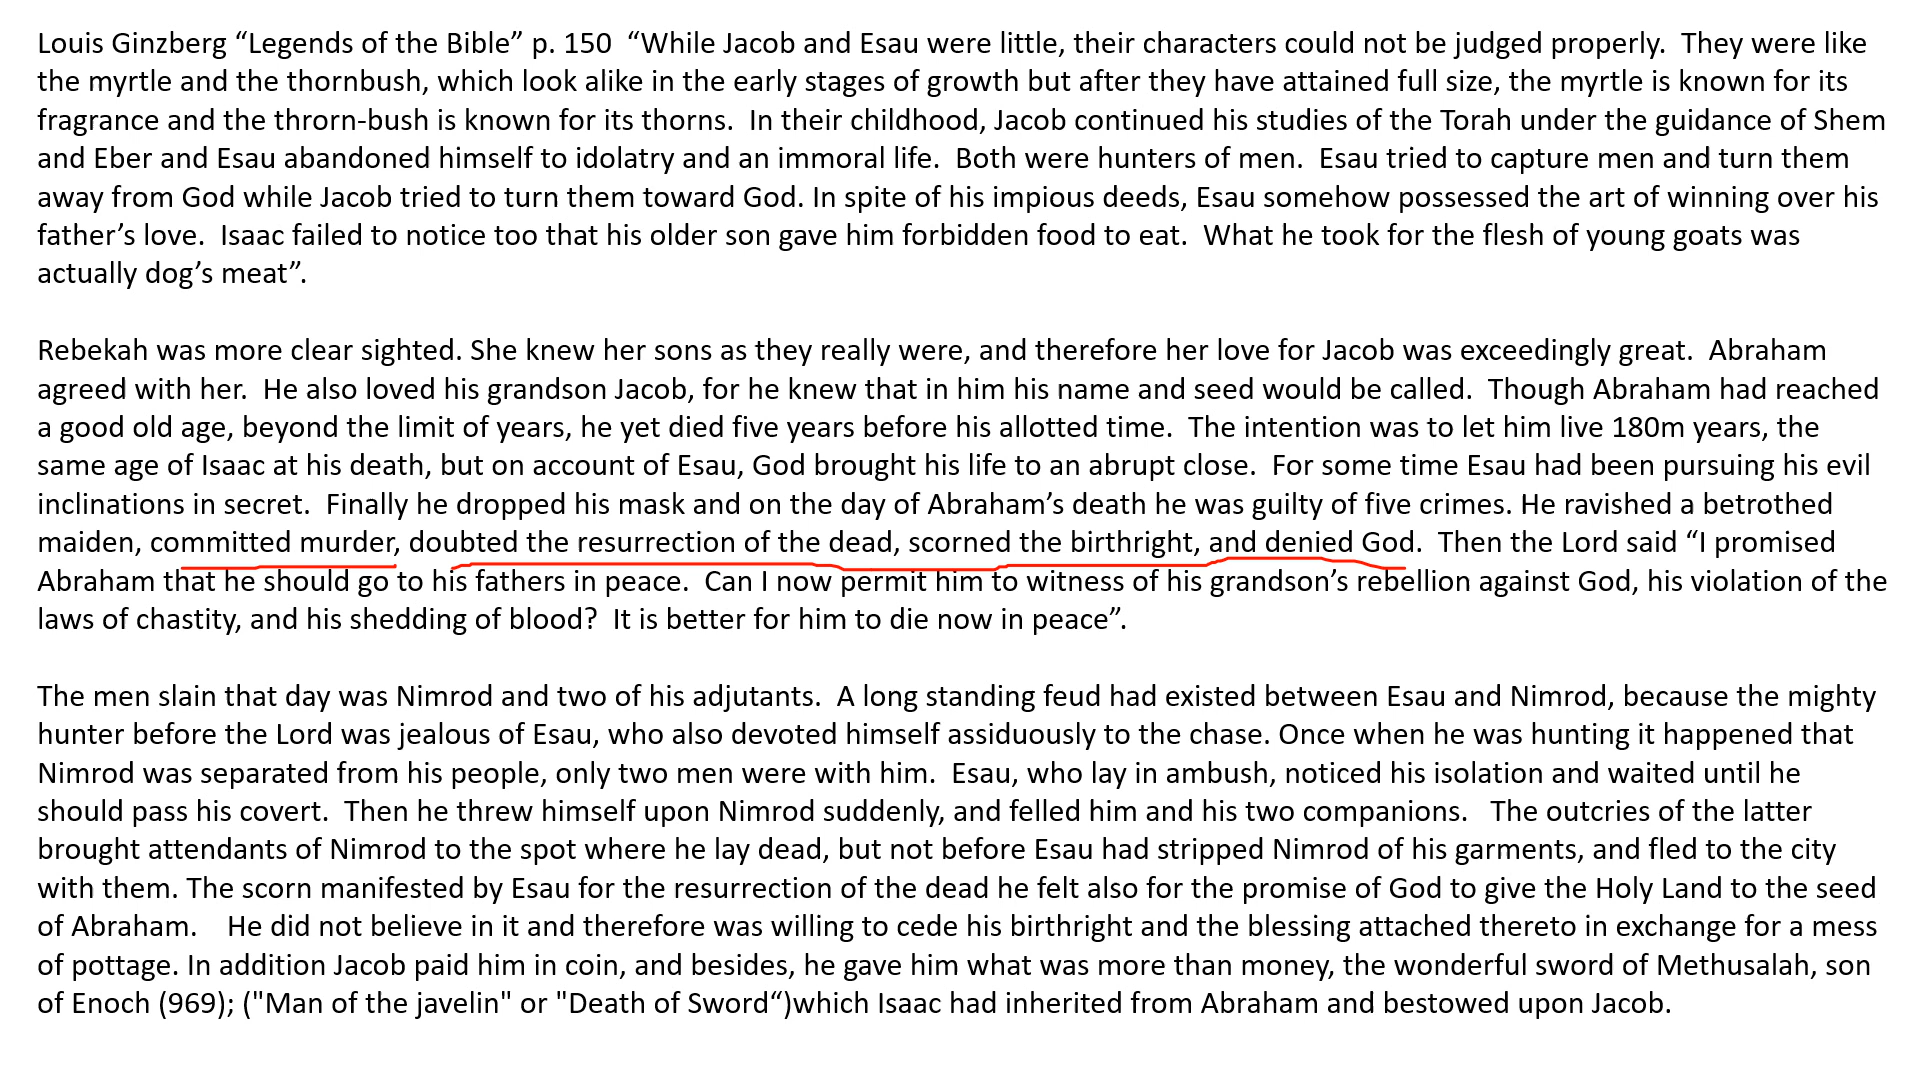 Louis Ginzberg “Legends of the Bible” p. 150  “While Jacob and Esau were little, their characters could not be judged properly.  They were like
the myrtle and the thornbush, which look alike in the early stages of growth but after they have attained full size, the myrtle is known for its
fragrance and the throrn-bush is known for its thorns.  In their childhood, Jacob continued his studies of the Torah under the guidance of Shem
and Eber and Esau abandoned himself to idolatry and an immoral life.  Both were hunters of men.  Esau tried to capture men and turn them
away from God while Jacob tried to turn them toward God. In spite of his impious deeds, Esau somehow possessed the art of winning over his
father’s love.  Isaac failed to notice too that his older son gave him forbidden food to eat.  What he took for the flesh of young goats was
actually dog’s meat”.
Rebekah was more clear sighted. She knew her sons as they really were, and therefore her love for Jacob was exceedingly great.  Abraham
agreed with her.  He also loved his grandson Jacob, for he knew that in him his name and seed would be called.  Though Abraham had reached
a good old age, beyond the limit of years, he yet died five years before his allotted time.  The intention was to let him live 180m years, the
same age of Isaac at his death, but on account of Esau, God brought his life to an abrupt close.  For some time Esau had been pursuing his evil
inclinations in secret.  Finally he dropped his mask and on the day of Abraham’s death he was guilty of five crimes. He ravished a betrothed
maiden, committed murder, doubted the resurrection of the dead, scorned the birthright, and denied God.  Then the Lord said “I promised
Abraham that he should go to his fathers in peace.  Can I now permit him to witness of his grandson’s rebellion against God, his violation of the
laws of chastity, and his shedding of blood?  It is better for him to die now in peace”.
The men slain that day was Nimrod and two of his adjutants.  A long standing feud had existed between Esau and Nimrod, because the mighty
hunter before the Lord was jealous of Esau, who also devoted himself assiduously to the chase. Once when he was hunting it happened that
Nimrod was separated from his people, only two men were with him.  Esau, who lay in ambush, noticed his isolation and waited until he
should pass his covert.  Then he threw himself upon Nimrod suddenly, and felled him and his two companions.   The outcries of the latter
brought attendants of Nimrod to the spot where he lay dead, but not before Esau had stripped Nimrod of his garments, and fled to the city
with them. The scorn manifested by Esau for the resurrection of the dead he felt also for the promise of God to give the Holy Land to the seed
of Abraham.    He did not believe in it and therefore was willing to cede his birthright and the blessing attached thereto in exchange for a mess
of pottage. In addition Jacob paid him in coin, and besides, he gave him what was more than money, the wonderful sword of Methusalah, son
of Enoch (969); ("Man of the javelin" or "Death of Sword“)which Isaac had inherited from Abraham and bestowed upon Jacob.